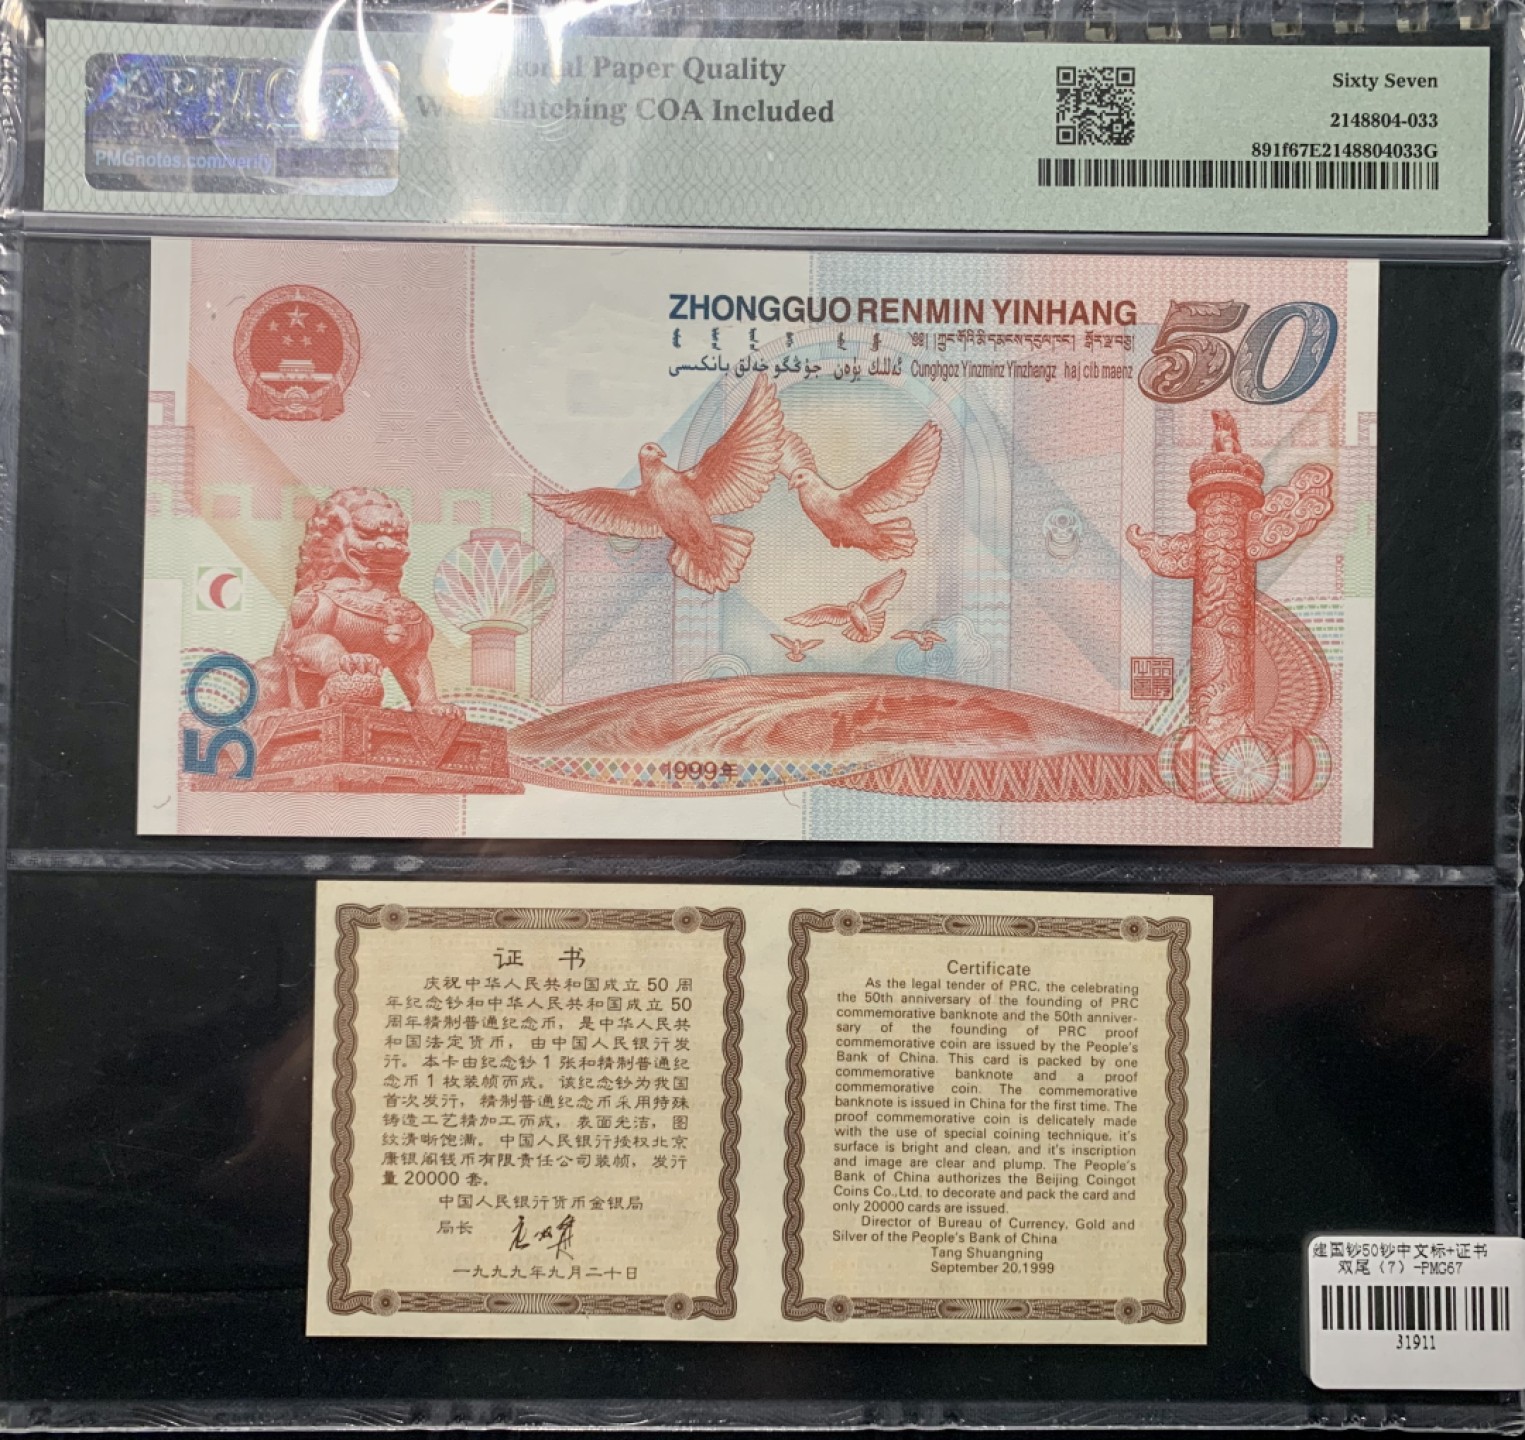 PMG
PMGnotes.com/verify
Paper Quality
Matching COA Included
Sixty Seven
2148804-033
891f67E2148804033G
ZHONGGUO RENMIN YINHANG
50
جۇڭگو خەلق بانكىسى
ئەللىك يۈەن
Cunghgoz Yinzminz Yinzhangz haj cib maenz
50
1999年
证 书
庆祝中华人民共和国成立 50 周
年纪念钞和中华人民共和国成立 50
周年精制普通纪念币，是中华人民共
和国法定货币，由中国人民银行发
行。本卡由纪念钞 1 张和精制普通纪
念币 1 枚装帧而成。该纪念钞为我国
首次发行，精制普通纪念币采用特殊
铸造工艺精加工而成，表面光洁，图
纹清晰饱满。中国人民银行授权北京
康银阁钱币有限责任公司装帧，发行
量 20000 套。
中国人民银行货币金银局
局长
一九九九年九月二十日
Certificate
As the legal tender of PRC, the celebrating
the 50th anniversary of the founding of PRC
commemorative banknote and the 50th anniver-
sary of the founding of PRC proof
commemorative coin are issued by the People's
Bank of China. This card is packed by one
commemorative banknote and a proof
commemorative coin. The commemorative
banknote is issued in China for the first time. The
proof commemorative coin is delicately made
with the use of special coining technique, it's
surface is bright and clean, and it's inscription
and image are clear and plump. The People's
Bank of China authorizes the Beijing Coingot
Coins Co.,Ltd. to decorate and pack the card and
only 20000 cards are issued.
Director of Bureau of Currency, Gold and
Silver of the People's Bank of China
Tang Shuangning
September 20,1999
建国钞50钞中文标+证书
双尾（7）-PMG67
31911